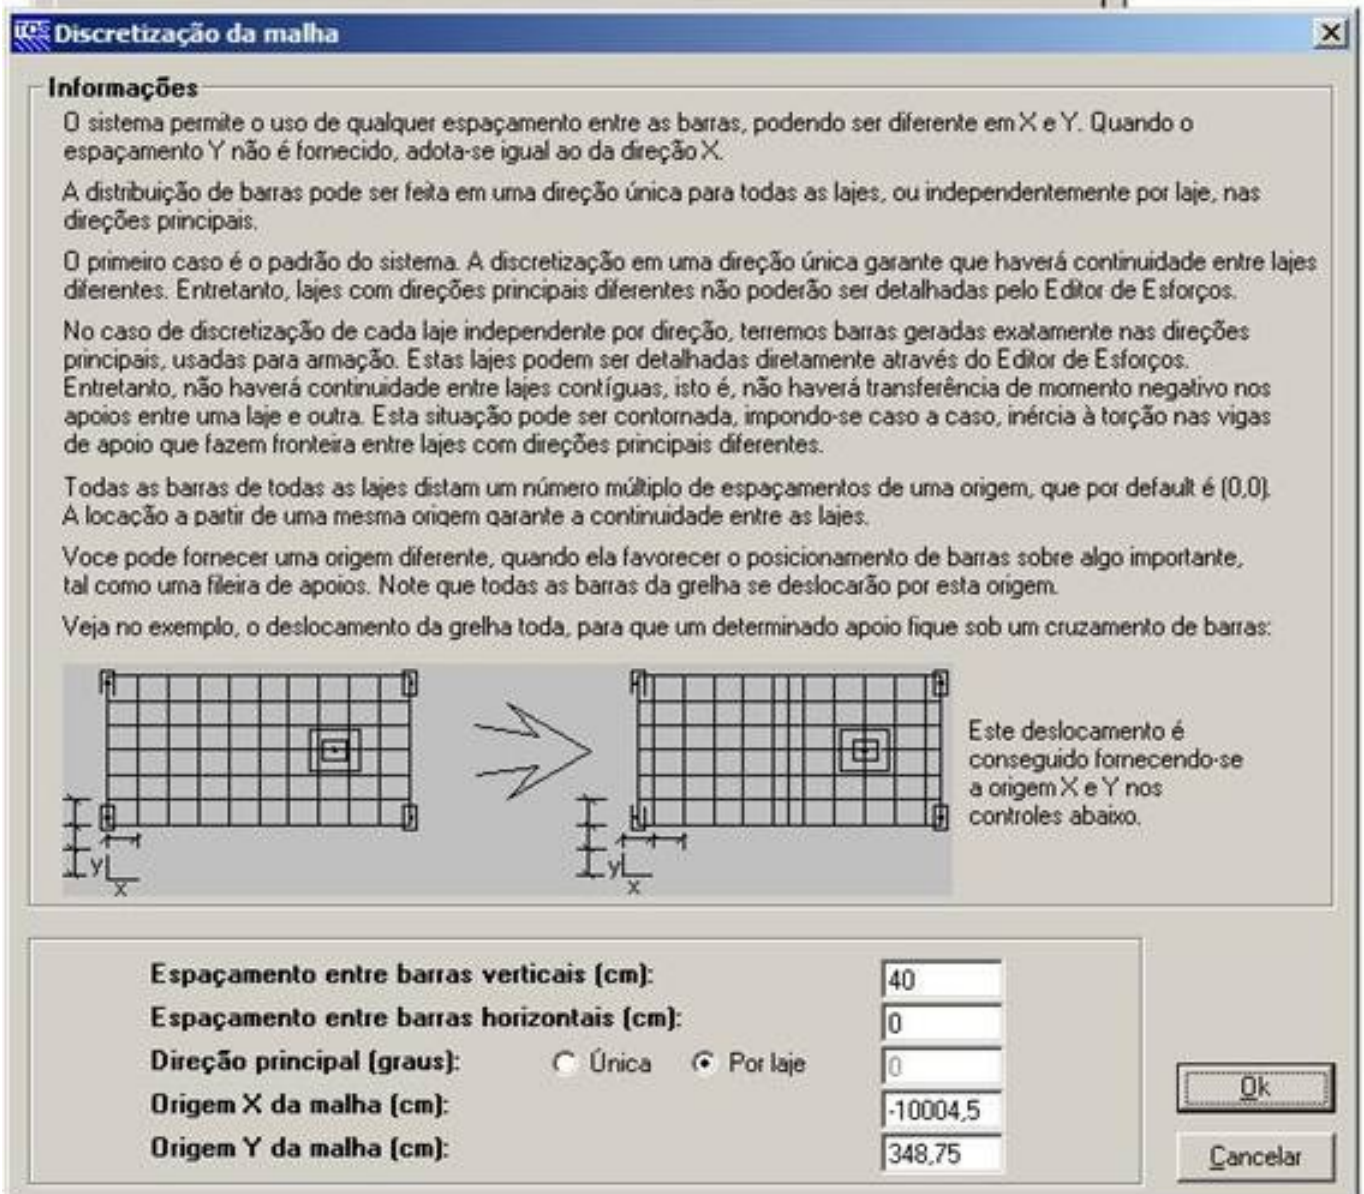 TQS Discretização da malha
Informações
O sistema permite o uso de qualquer espaçamento entre as barras, podendo ser diferente em X e Y. Quando o
espaçamento Y não é fornecido, adota-se igual ao da direção X.
A distribuição de barras pode ser feita em uma direção única para todas as lajes, ou independentemente por laje, nas
direções principais.
O primeiro caso é o padrão do sistema. A discretização em uma direção única garante que haverá continuidade entre lajes
diferentes. Entretanto, lajes com direções principais diferentes não poderão ser detalhadas pelo Editor de Esforços.
No caso de discretização de cada laje independente por direção, terremos barras geradas exatamente nas direções
principais, usadas para armação. Estas lajes podem ser detalhadas diretamente através do Editor de Esforços.
Entretanto, não haverá continuidade entre lajes contíguas, isto é, não haverá transferência de momento negativo nos
apoios entre uma laje e outra. Esta situação pode ser contornada, impondo-se caso a caso, inércia à torção nas vigas
de apoio que fazem fronteira entre lajes com direções principais diferentes.
Todas as barras de todas as lajes distam um número múltiplo de espaçamentos de uma origem, que por default é (0,0).
A locação a partir de uma mesma origem garante a continuidade entre as lajes.
Voce pode fornecer uma origem diferente, quando ela favorecer o posicionamento de barras sobre algo importante,
tal como uma fileira de apoios. Note que todas as barras da grelha se deslocarão por esta origem.
Veja no exemplo, o deslocamento da grelha toda, para que um determinado apoio fique sob um cruzamento de barras:
y
x
y
x
Este deslocamento é
conseguido fornecendo-se
a origem X e Y nos
controles abaixo.
Espaçamento entre barras verticais (cm): 40
Espaçamento entre barras horizontais (cm): 0
Direção principal (graus): Única Por laje 0
Origem X da malha (cm): -10004,5
Origem Y da malha (cm): 348,75
Ok
Cancelar